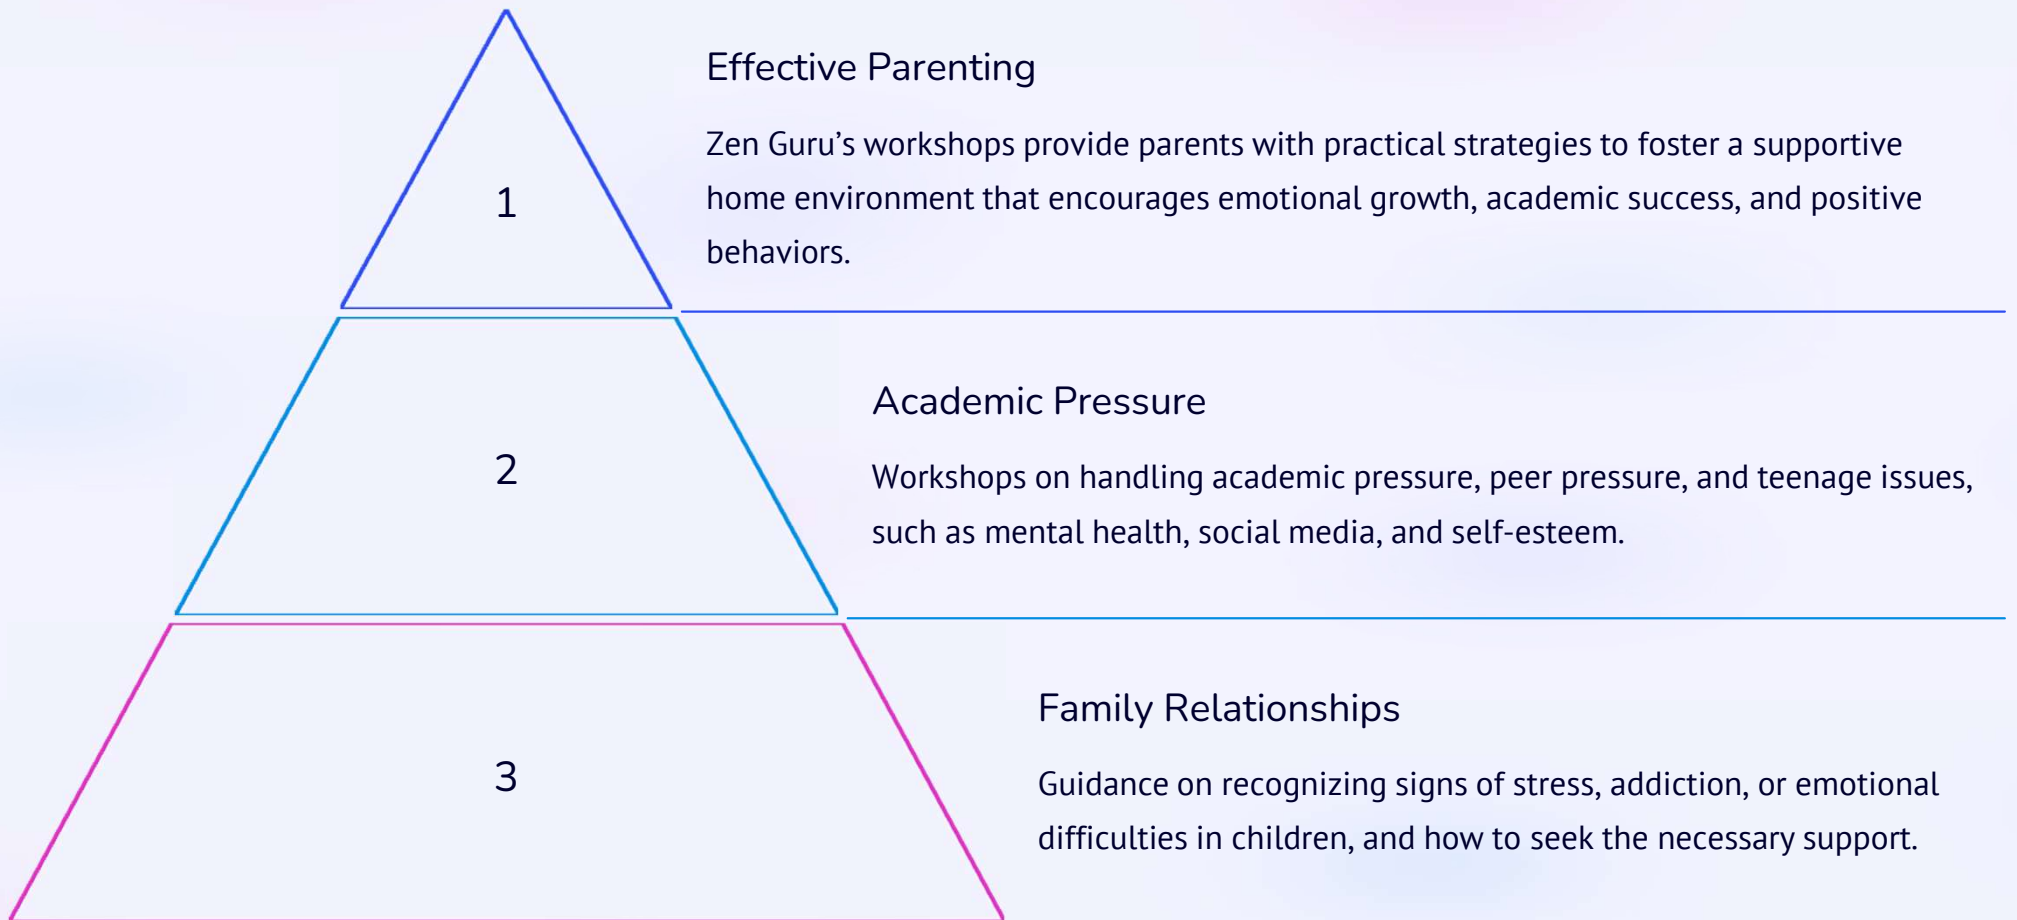 Effective Parenting
Zen Guru’s workshops provide parents with practical strategies to foster a supportive
home environment that encourages emotional growth, academic success, and positive
behaviors.
1
Academic Pressure
Workshops on handling academic pressure, peer pressure, and teenage issues,
such as mental health, social media, and self-esteem.
2
Family Relationships
Guidance on recognizing signs of stress, addiction, or emotional
difficulties in children, and how to seek the necessary support.
3